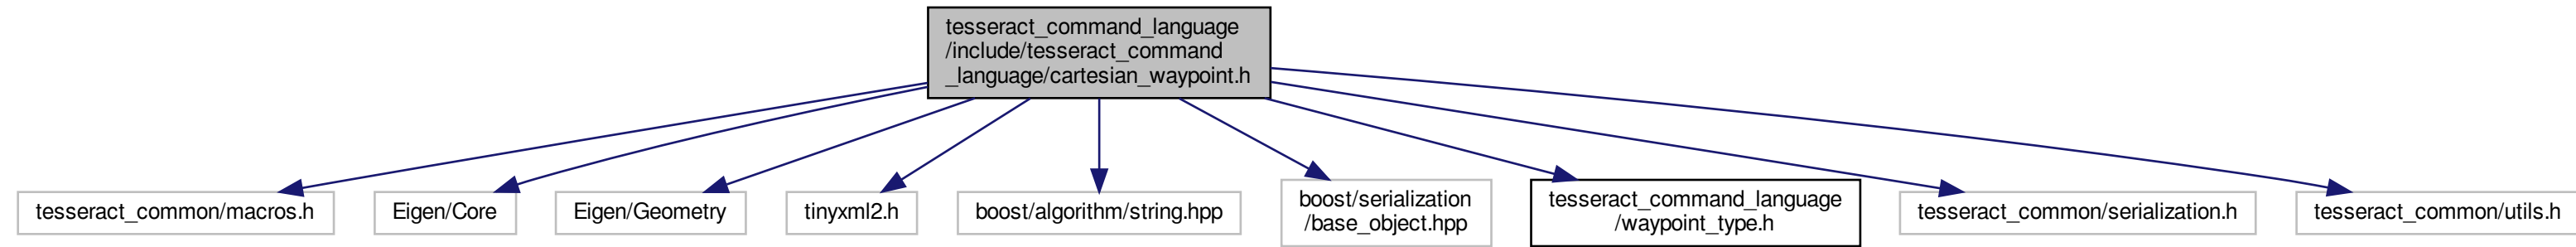 tesseract_command_language
/include/tesseract_command
_language/cartesian_waypoint.h
tesseract_common/macros.h
Eigen/Core
Eigen/Geometry
tinyxml2.h
boost/algorithm/string.hpp
boost/serialization
/base_object.hpp
tesseract_command_language
/waypoint_type.h
tesseract_common/serialization.h
tesseract_common/utils.h